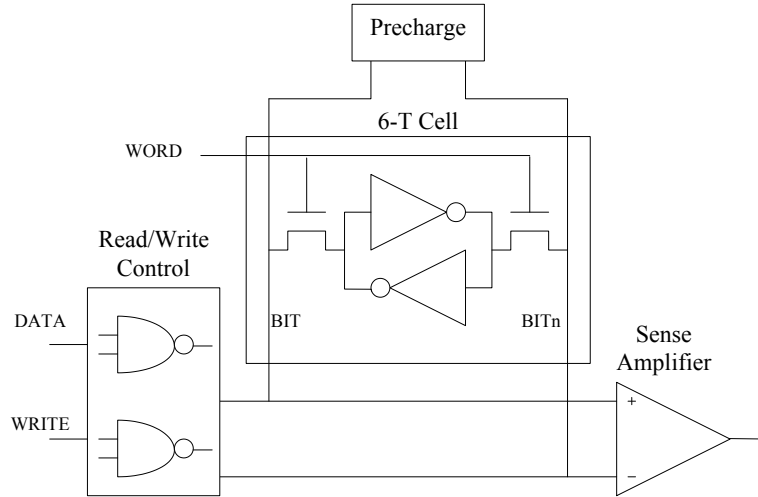 Precharge
6-T Cell
WORD
Read/Write
Control
DATA
BIT
BITn
Sense
Amplifier
WRITE
+
−